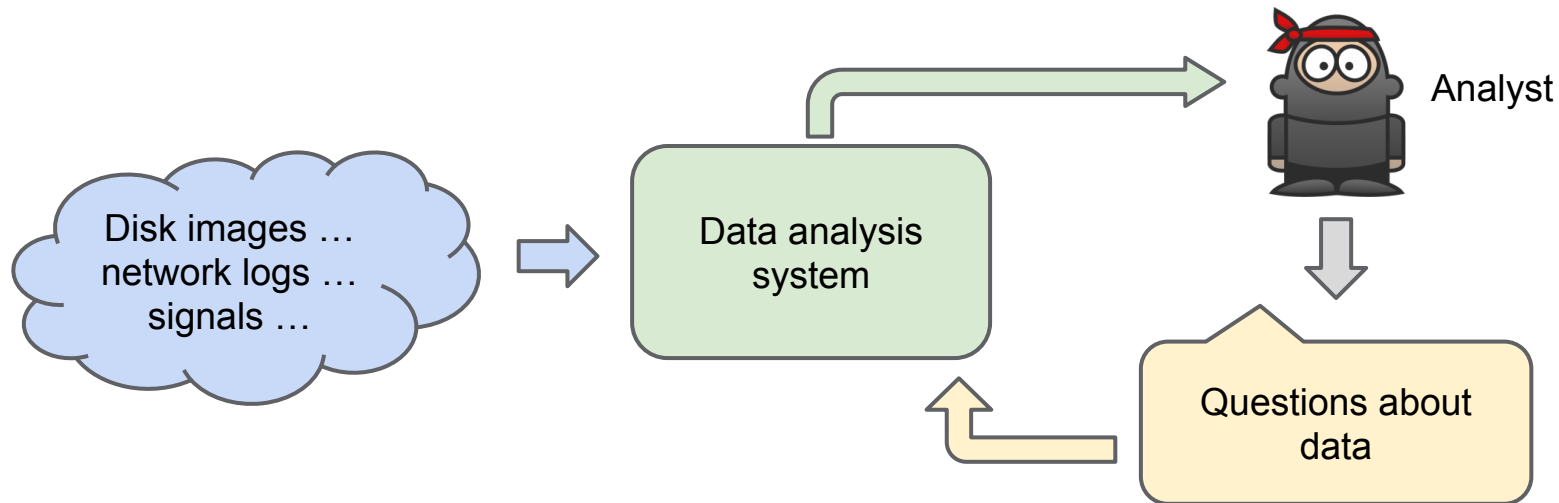 Analyst
Disk images …
network logs …
signals …
Data analysis
system
Questions about
data